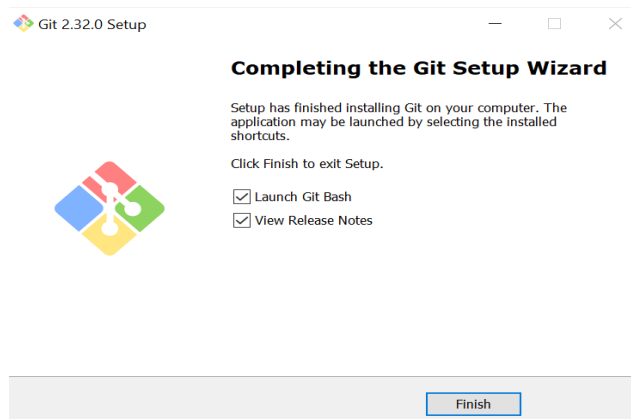 Git 2.32.0 Setup
Completing the Git Setup Wizard
Setup has finished installing Git on your computer. The
application may be launched by selecting the installed
shortcuts.
Click Finish to exit Setup.
Launch Git Bash
View Release Notes
Finish